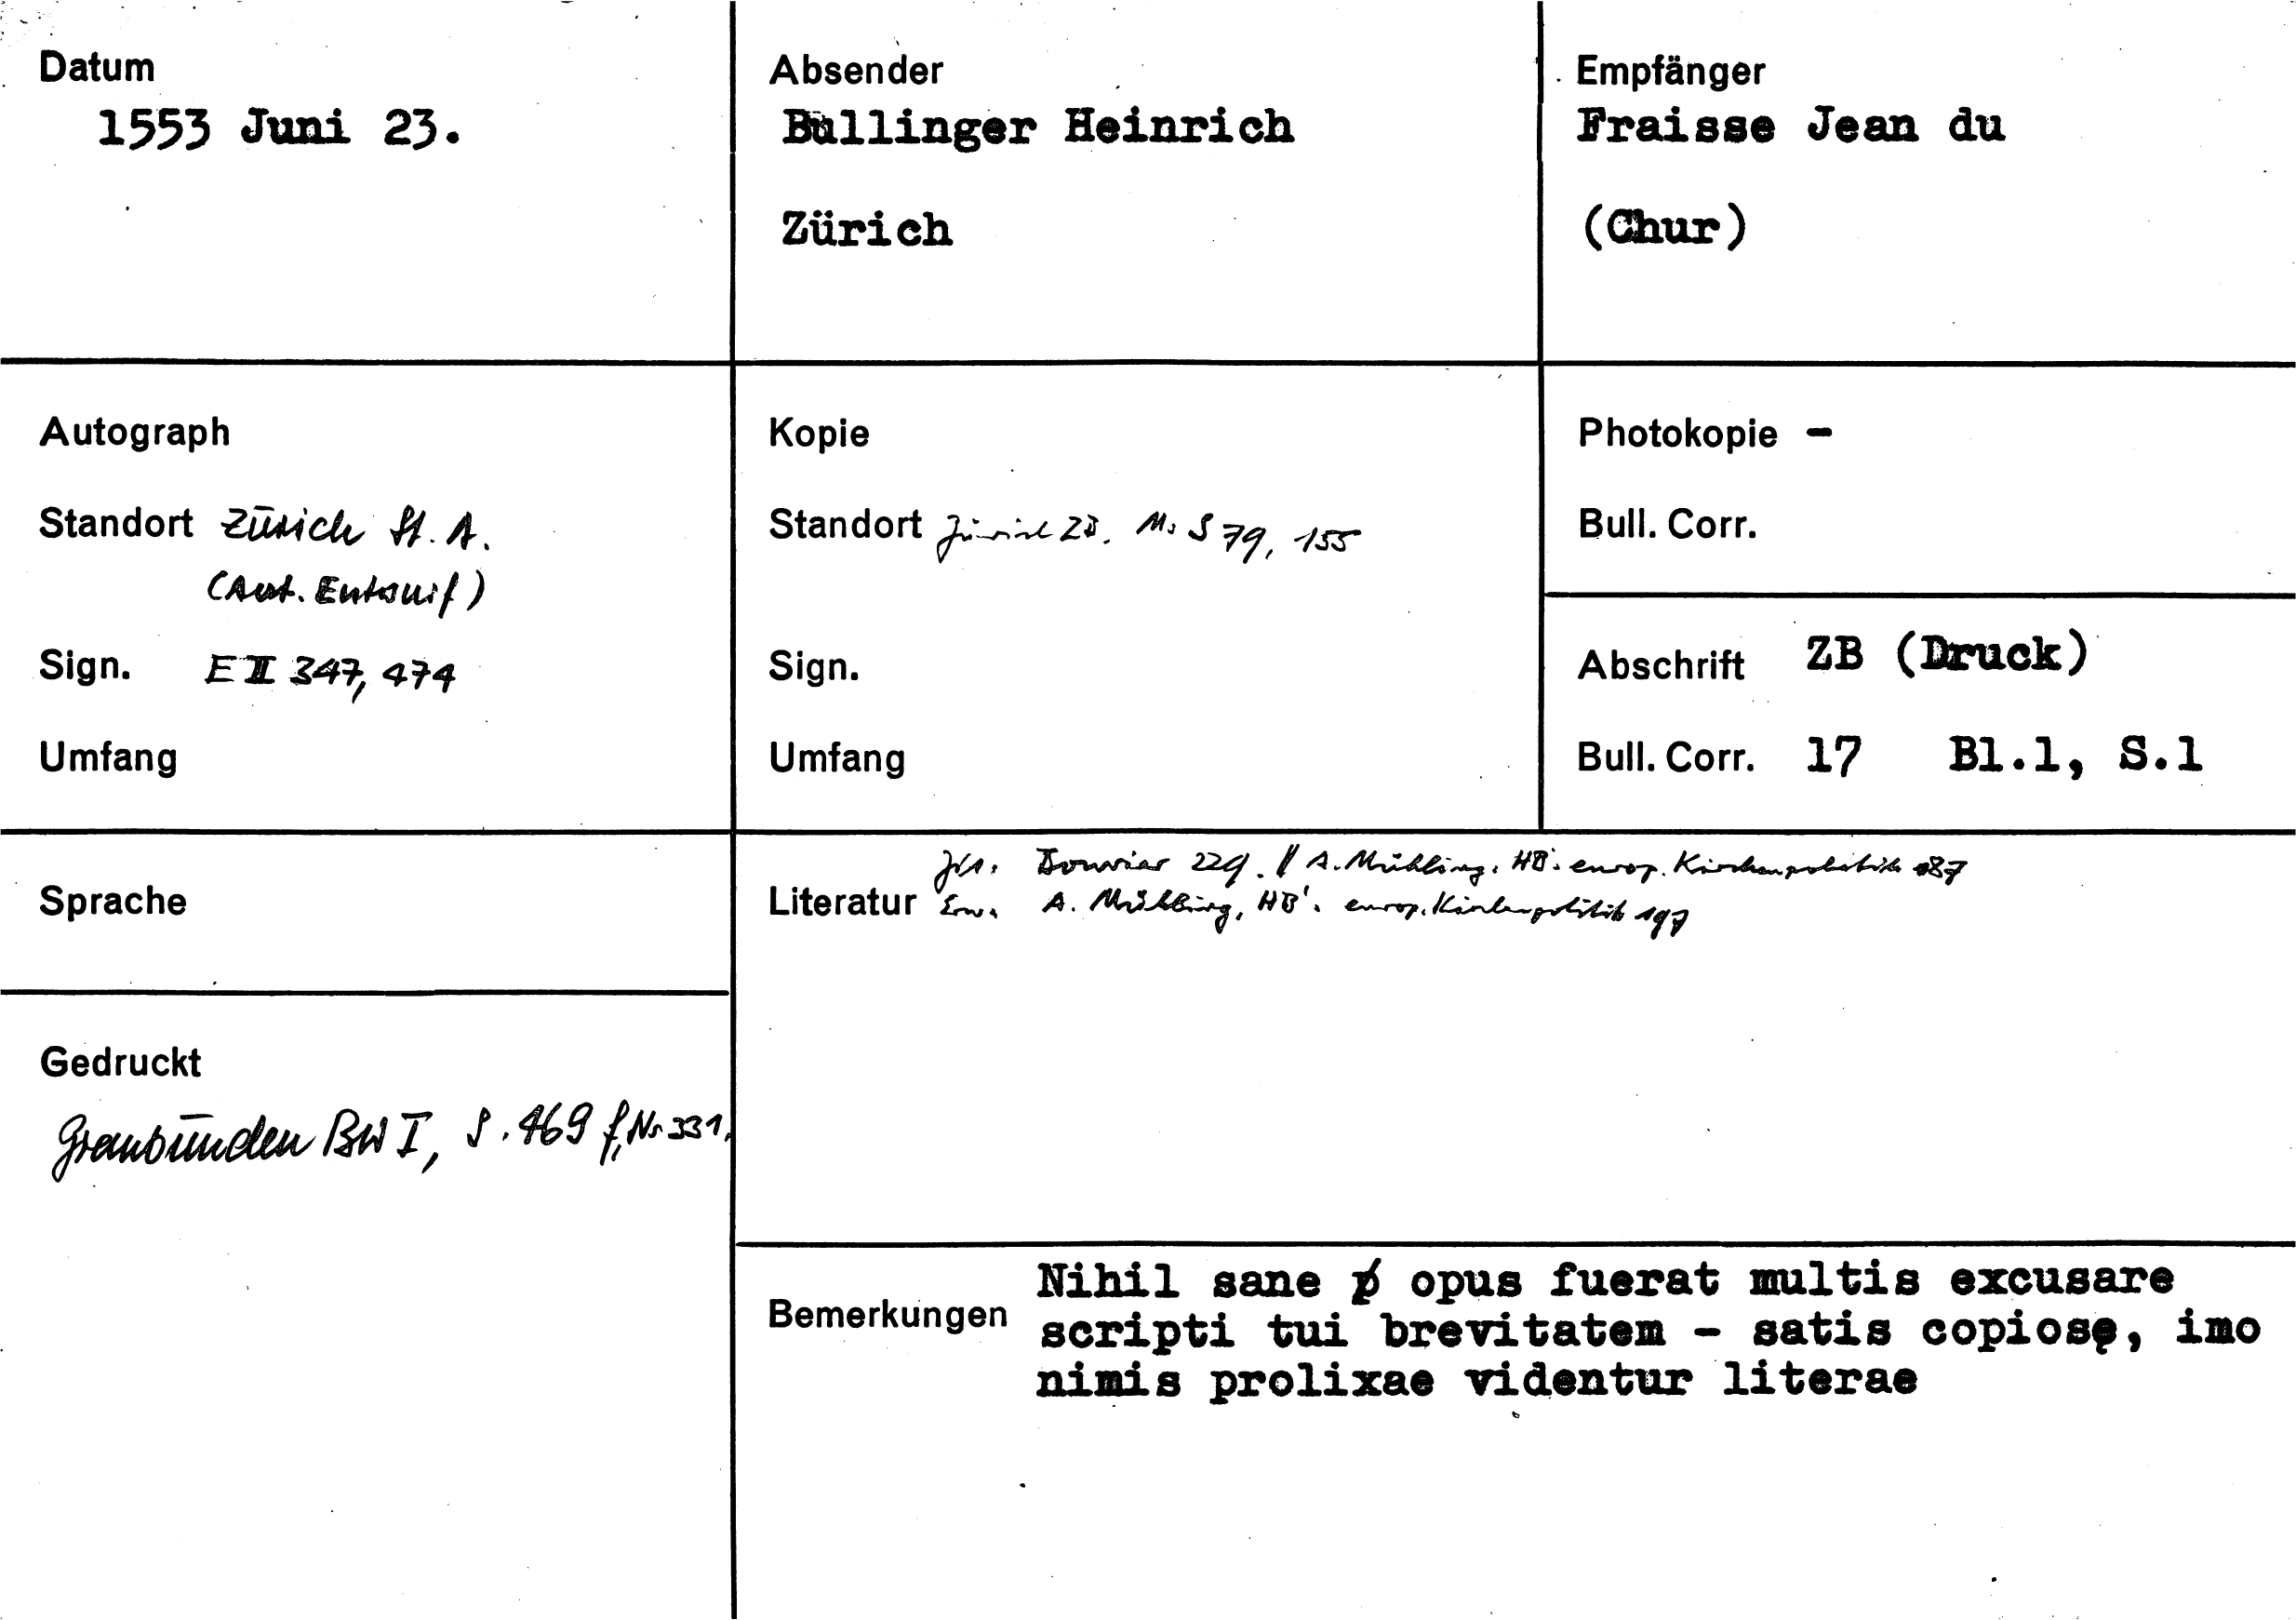 Datum
1553 Juni 23.
Absender
Bullinger Heinrich
Zürich
Empfänger
Fraisse Jean du
(Chur)
Autograph
Standort Zürich St. A.
(Aut. Entwurf)
Sign. E II 347, 474
Umfang
Kopie
Standort Zürich ZB. Ms S 79, 155
Sign.
Umfang
Photokopie -
Bull. Corr.
Abschrift ZB (Druck)
Bull. Corr. 17 Bl.1, S.1
Sprache
Gedruckt
Graubünden BW I, S. 469 f, Nr 331.
Literatur
Bouvier 229. // A. Mühling, HB's europ. Kirchenpolitik
Erw. A. Mühling, HB's europ. Kirchenpolitik 197
Bemerkungen
Nihil sane opus fuerat multis excusare
scripti tui brevitatem - satis copiosę, imo
nimis prolixae videntur literae